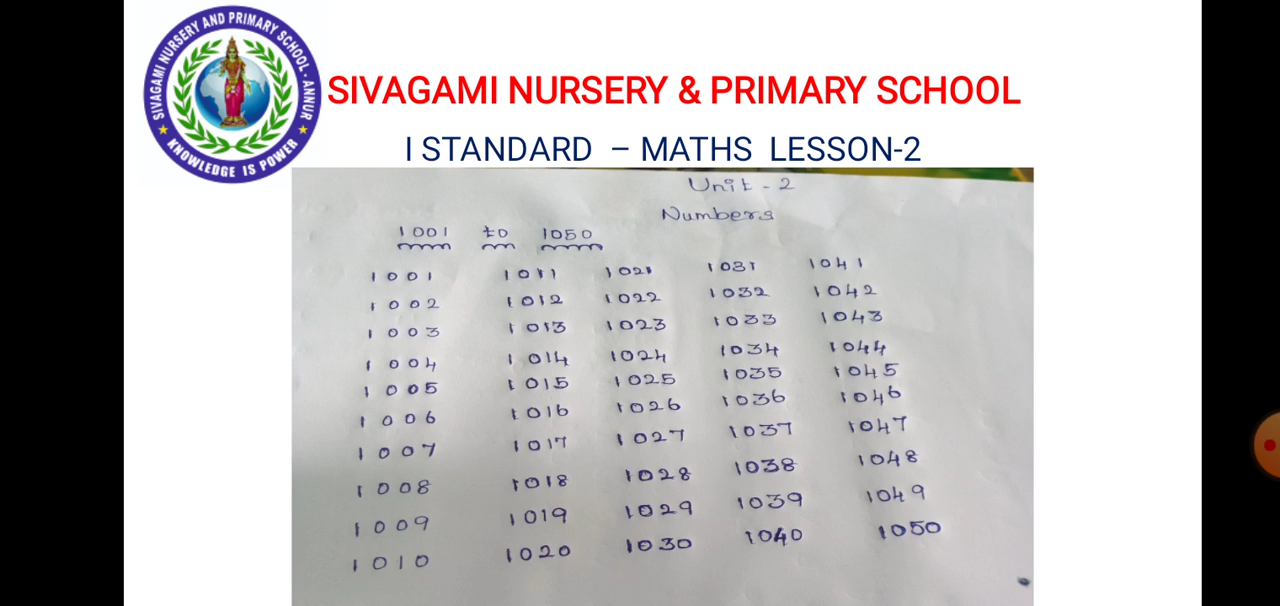 SIVAGAMI NURSERY AND PRIMARY SCHOOL - ANNUR
KNOWLEDGE IS POWER
SIVAGAMI NURSERY & PRIMARY SCHOOL
I STANDARD – MATHS LESSON-2
Unit - 2
Numbers
1001 to 1050
1001 1011 1021 1031 1041
1002 1012 1022 1032 1042
1003 1013 1023 1033 1043
1004 1014 1024 1034 1044
1005 1015 1025 1035 1045
1006 1016 1026 1036 1046
1007 1017 1027 1037 1047
1008 1018 1028 1038 1048
1009 1019 1029 1039 1049
1010 1020 1030 1040 1050